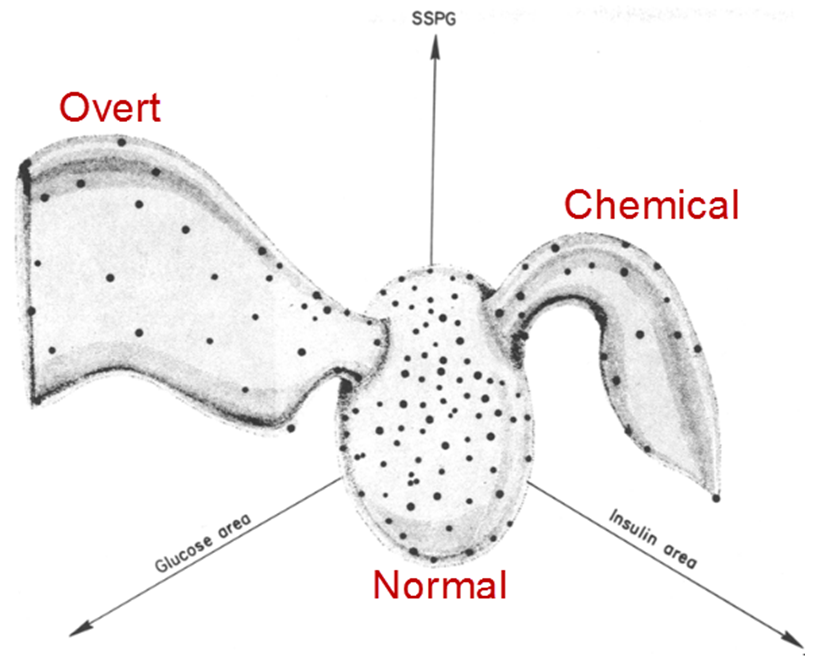 SSPG
Overt
Chemical
Glucose area
Insulin area
Normal